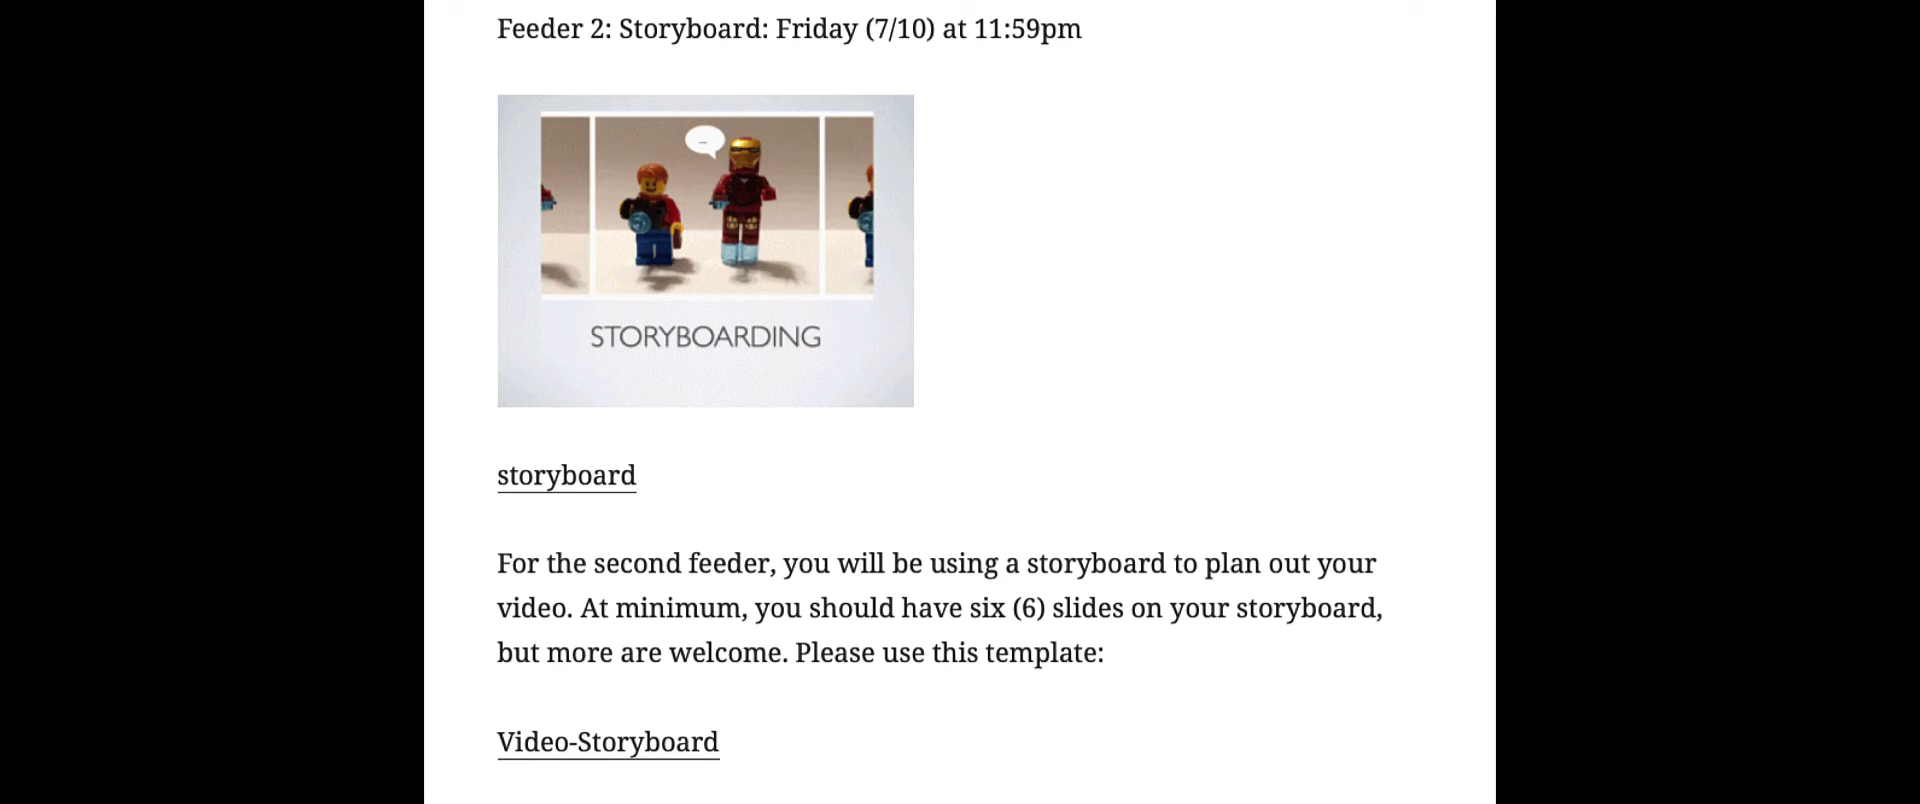 Feeder 2: Storyboard: Friday (7/10) at 11:59pm
STORYBOARDING
storyboard
For the second feeder, you will be using a storyboard to plan out your
video. At minimum, you should have six (6) slides on your storyboard,
but more are welcome. Please use this template:
Video-Storyboard